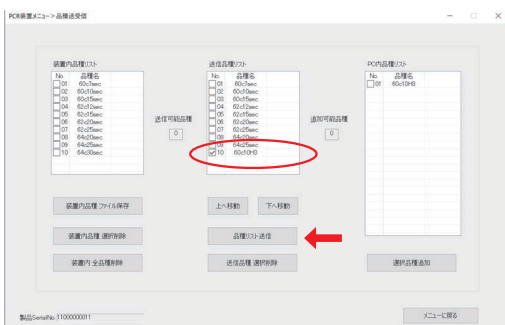 PCR装置メニュー->品種送受信
装置内品種リスト
No. 品種名
01 60c7sec
02 60c10sec
03 60c15sec
04 62c12sec
05 62c15sec
06 62c20sec
07 62c25sec
08 64c20sec
09 64c25sec
10 64c30sec
送信可能品種
0
送信品種リスト
No. 品種名
01 60c7sec
02 60c10sec
03 60c15sec
04 62c12sec
05 62c15sec
06 62c20sec
07 62c25sec
08 64c20sec
09 64c25sec
10 60c10HS
追加可能品種
0
PC内品種リスト
No. 品種名
01 60c10HS
装置内品種 ファイル保存
上へ移動
下へ移動
装置内品種 選択削除
品種リスト送信
装置内 全品種削除
送信品種 選択削除
選択品種追加
製品SerialNo 1100000011
メニューに戻る